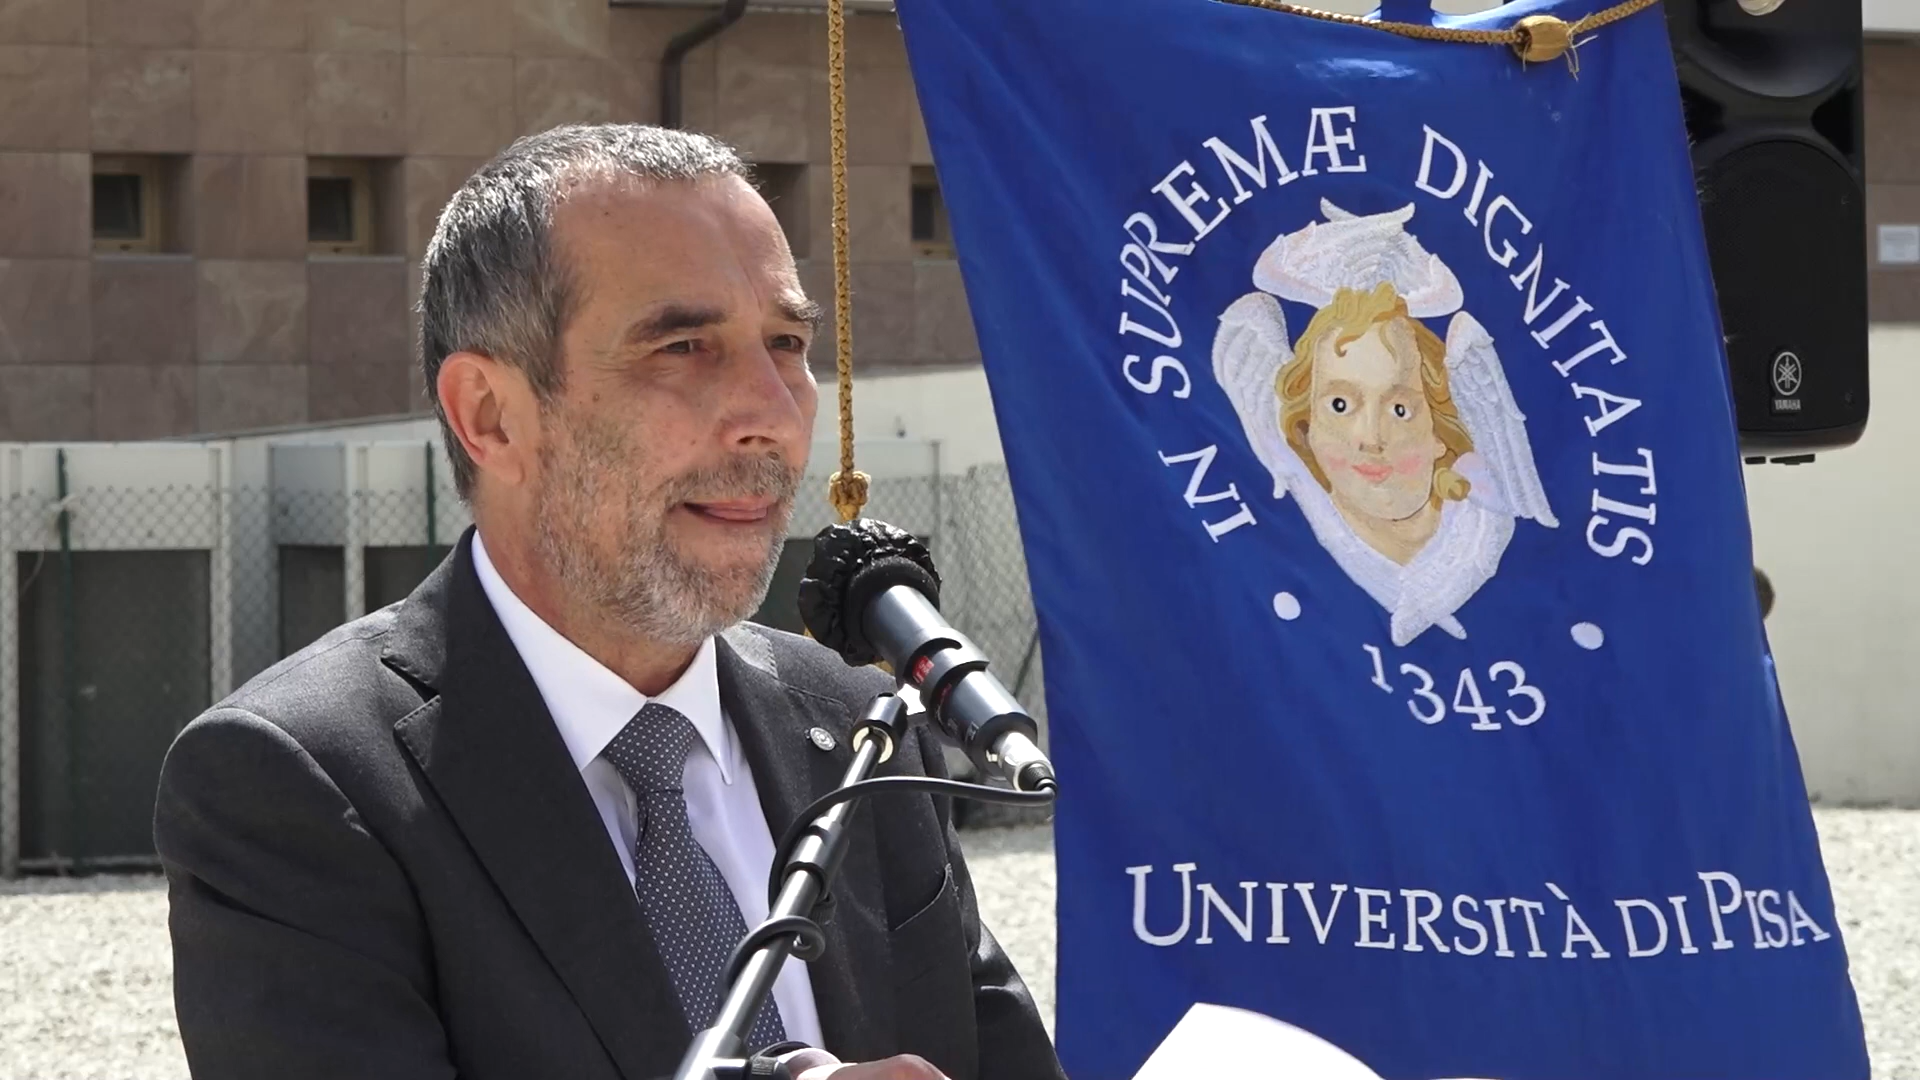 IN SUPREMÆ DIGNITATIS
1343
UNIVERSITÀ DI PISA
YAMAHA